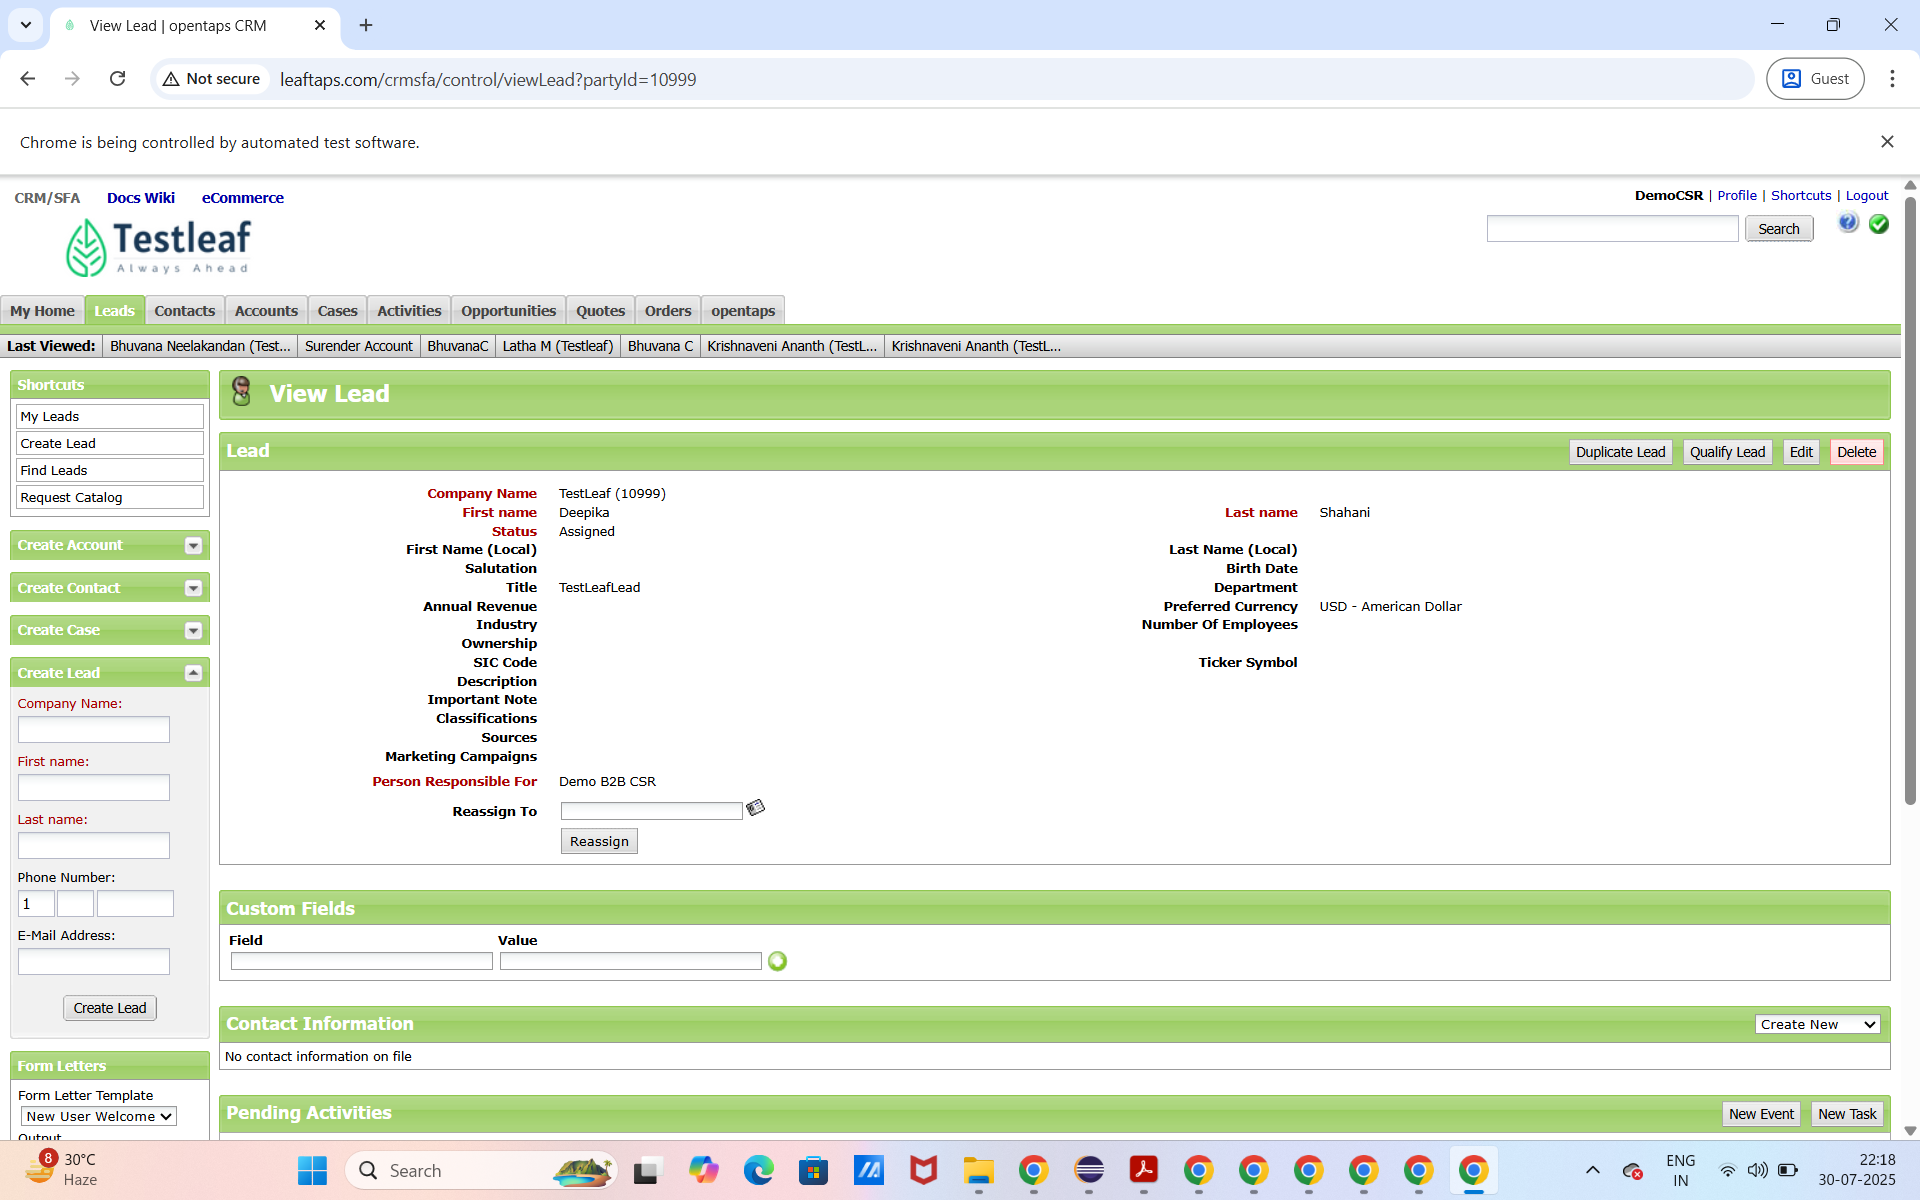 View Lead | opentaps CRM
Not secure
leaftaps.com/crmsfa/control/viewLead?partyId=10999
Guest
Chrome is being controlled by automated test software.
CRM/SFA Docs Wiki eCommerce
DemoCSR | Profile | Shortcuts | Logout
Testleaf
Always Ahead
Search
My Home Leads Contacts Accounts Cases Activities Opportunities Quotes Orders opentaps
Last Viewed: Bhuvana Neelakandan (Test... Surender Account BhuvanaC Latha M (Testleaf) Bhuvana C Krishnaveni Ananth (TestL... Krishnaveni Ananth (TestL...
Shortcuts
My Leads
Create Lead
Find Leads
Request Catalog
Create Account
Create Contact
Create Case
Create Lead
Company Name:
First name:
Last name:
Phone Number:
1
E-Mail Address:
Create Lead
Form Letters
Form Letter Template
New User Welcome
Output
View Lead
Lead
Duplicate Lead Qualify Lead Edit Delete
Company Name TestLeaf (10999)
First name Deepika Last name Shahani
Status Assigned
First Name (Local) Last Name (Local)
Salutation Birth Date
Title TestLeafLead Department
Annual Revenue Preferred Currency USD - American Dollar
Industry Number Of Employees
Ownership
SIC Code Ticker Symbol
Description
Important Note
Classifications
Sources
Marketing Campaigns
Person Responsible For Demo B2B CSR
Reassign To
Reassign
Custom Fields
Field Value
Contact Information
Create New
No contact information on file
Pending Activities
New Event New Task
8
30°C
Haze
Search
ENG
IN
22:18
30-07-2025